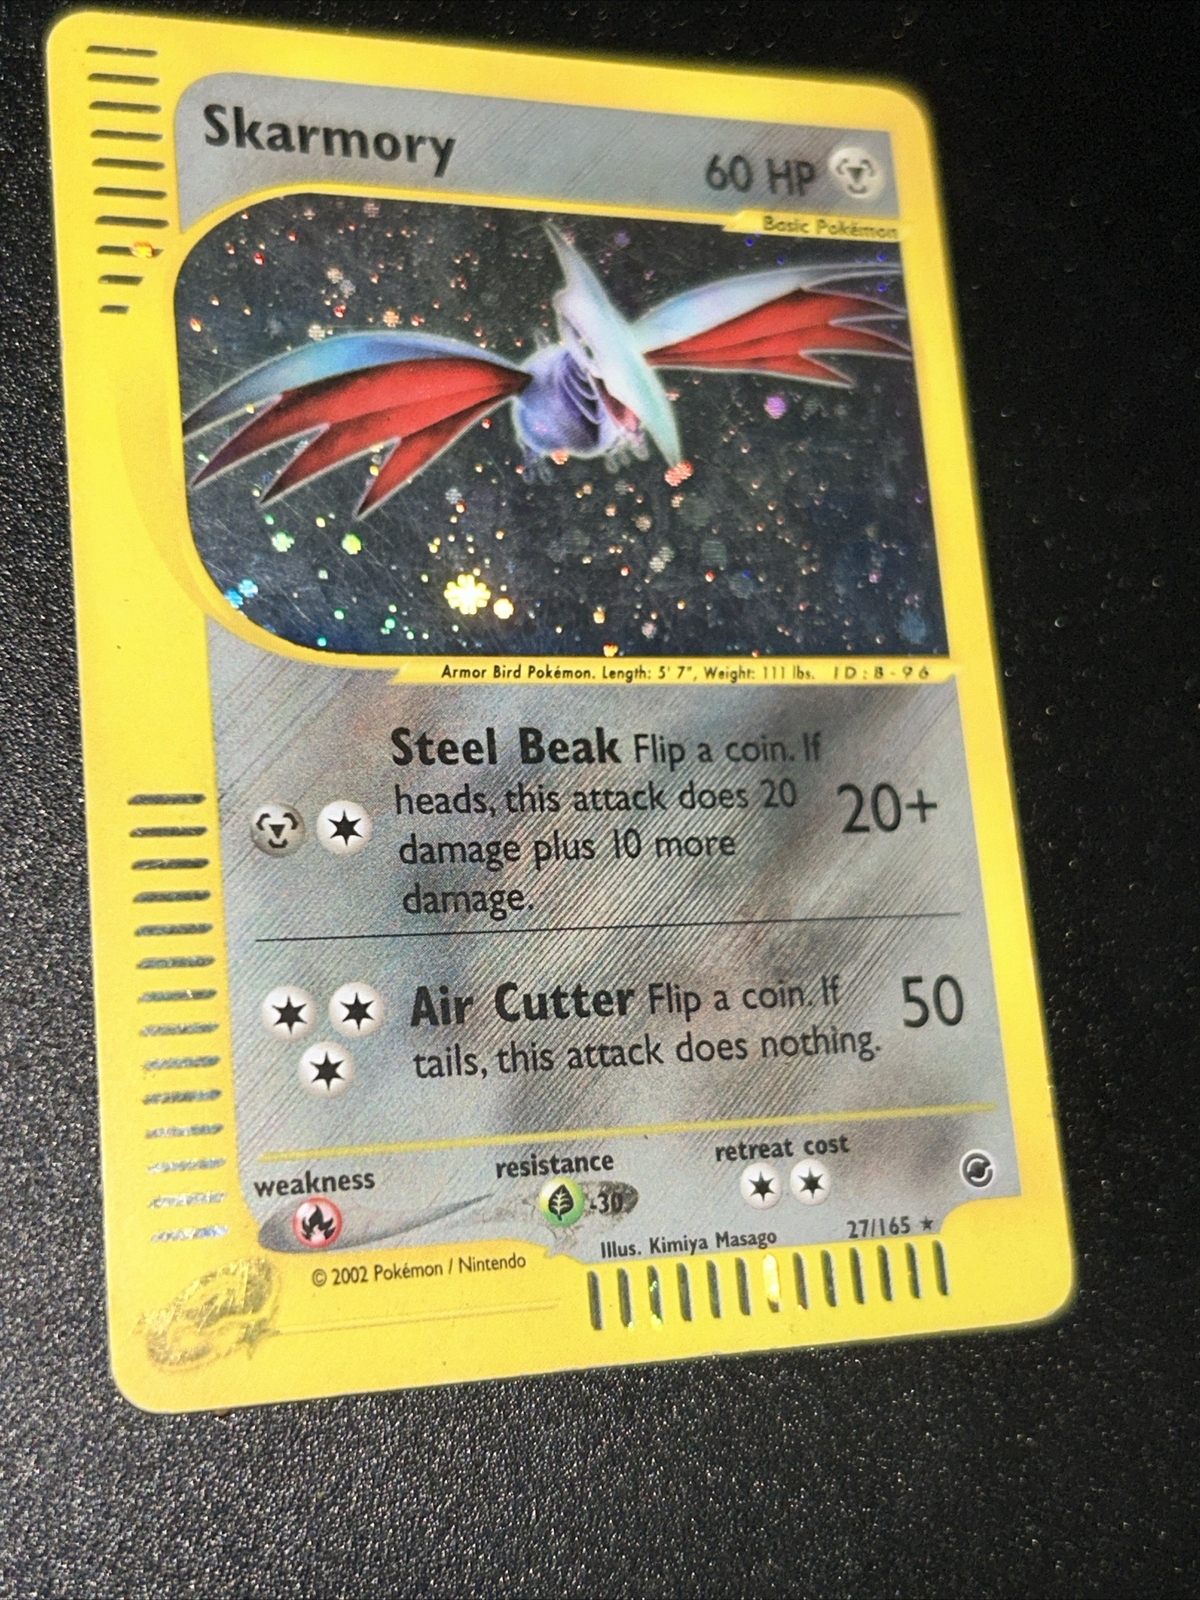 Skarmory
60 HP
Basic Pokémon
Armor Bird Pokémon. Length: 5' 7", Weight: 111 lbs. ID:B-96
Steel Beak Flip a coin. If
heads, this attack does 20
damage plus 10 more
damage.
20+
Air Cutter Flip a coin. If
tails, this attack does nothing.
50
weakness
resistance
-30
retreat cost
Illus. Kimiya Masago
27/165 ★
© 2002 Pokémon / Nintendo